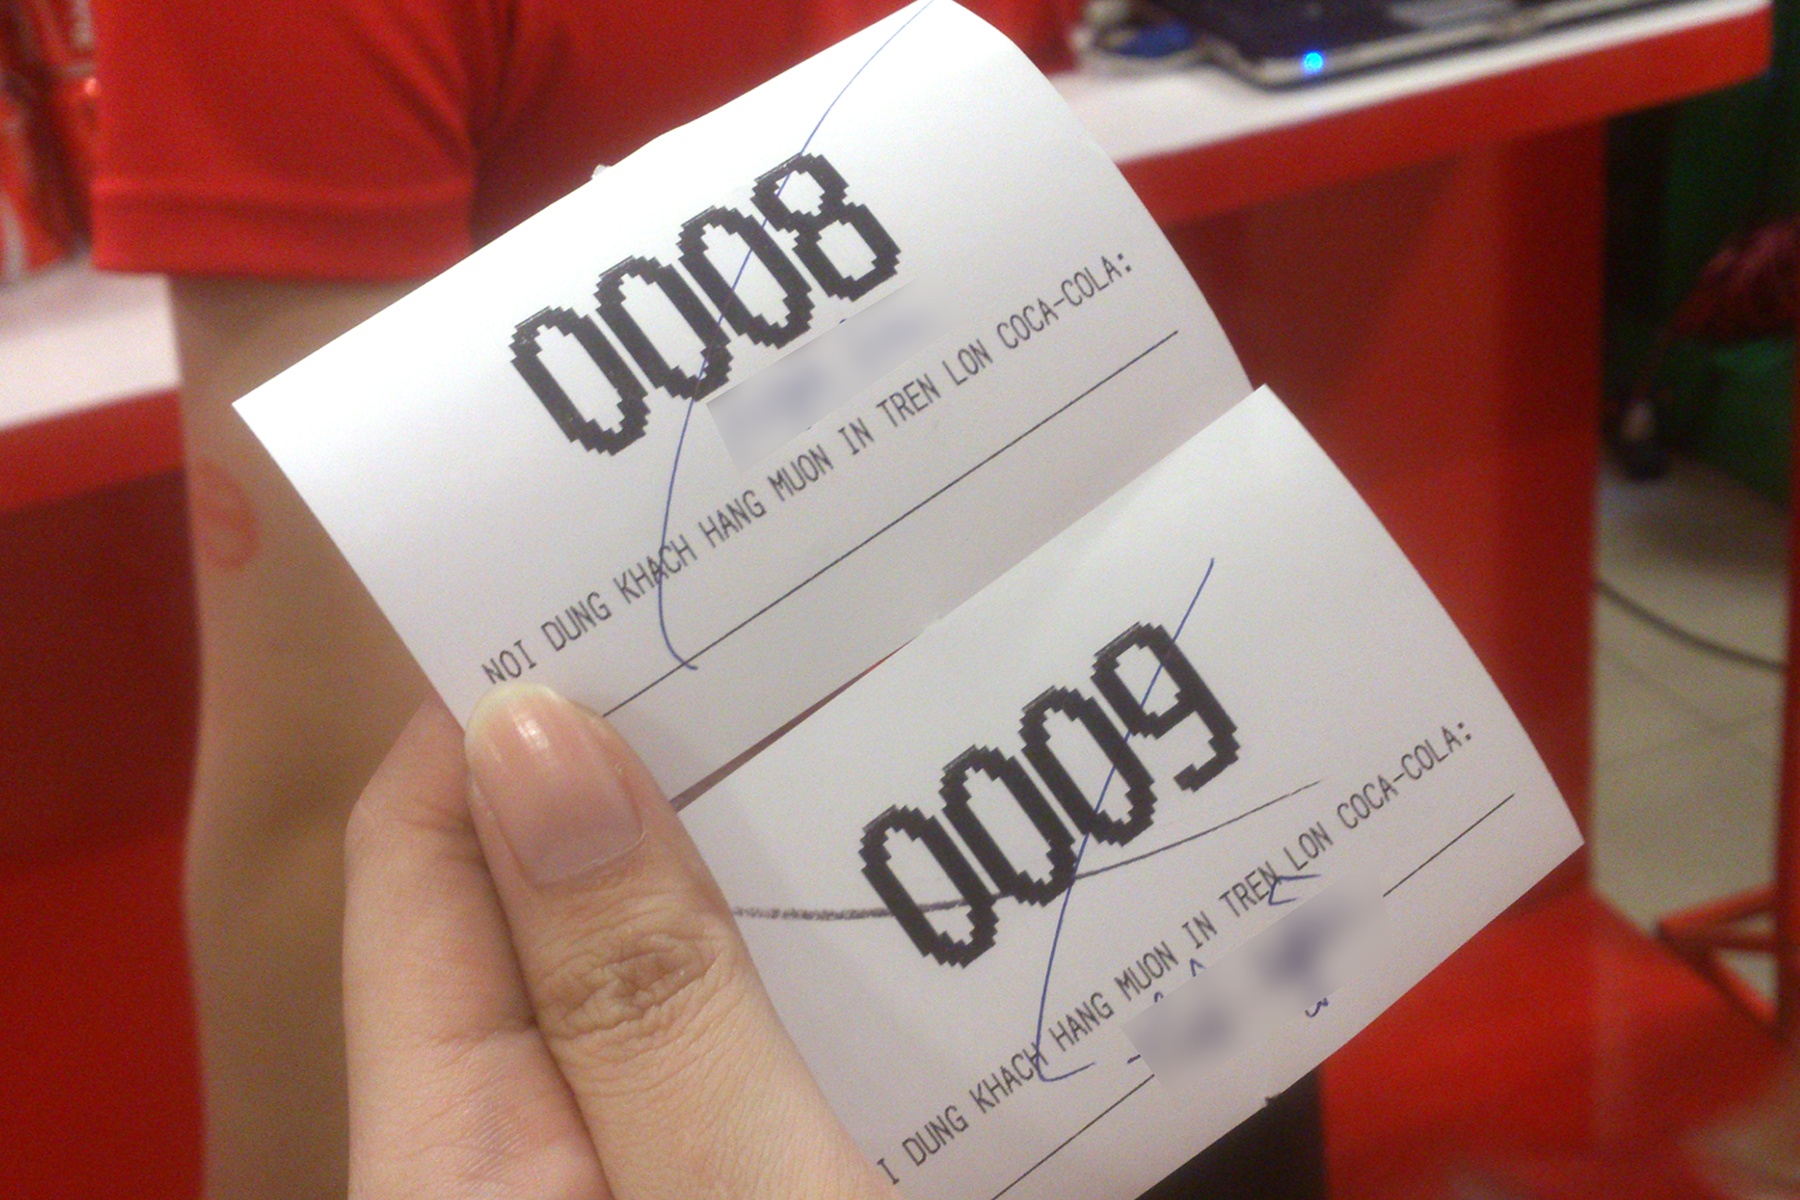 0008
NOI DUNG KHACH HANG MUON IN TREN LON COCA-COLA:
0009
I DUNG KHACH HANG MUON IN TREN LON COCA-COLA: